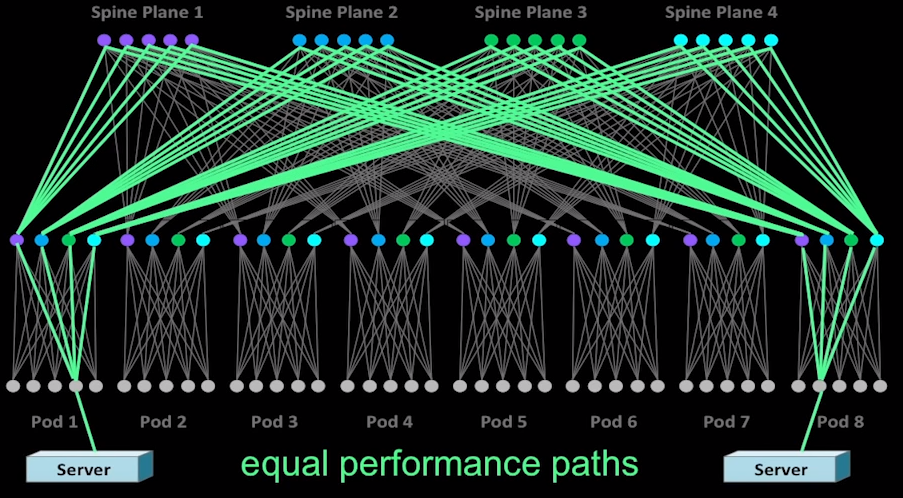 Spine Plane 1
Spine Plane 2
Spine Plane 3
Spine Plane 4
Pod 1
Pod 2
Pod 3
Pod 4
Pod 5
Pod 6
Pod 7
Pod 8
Server
equal performance paths
Server